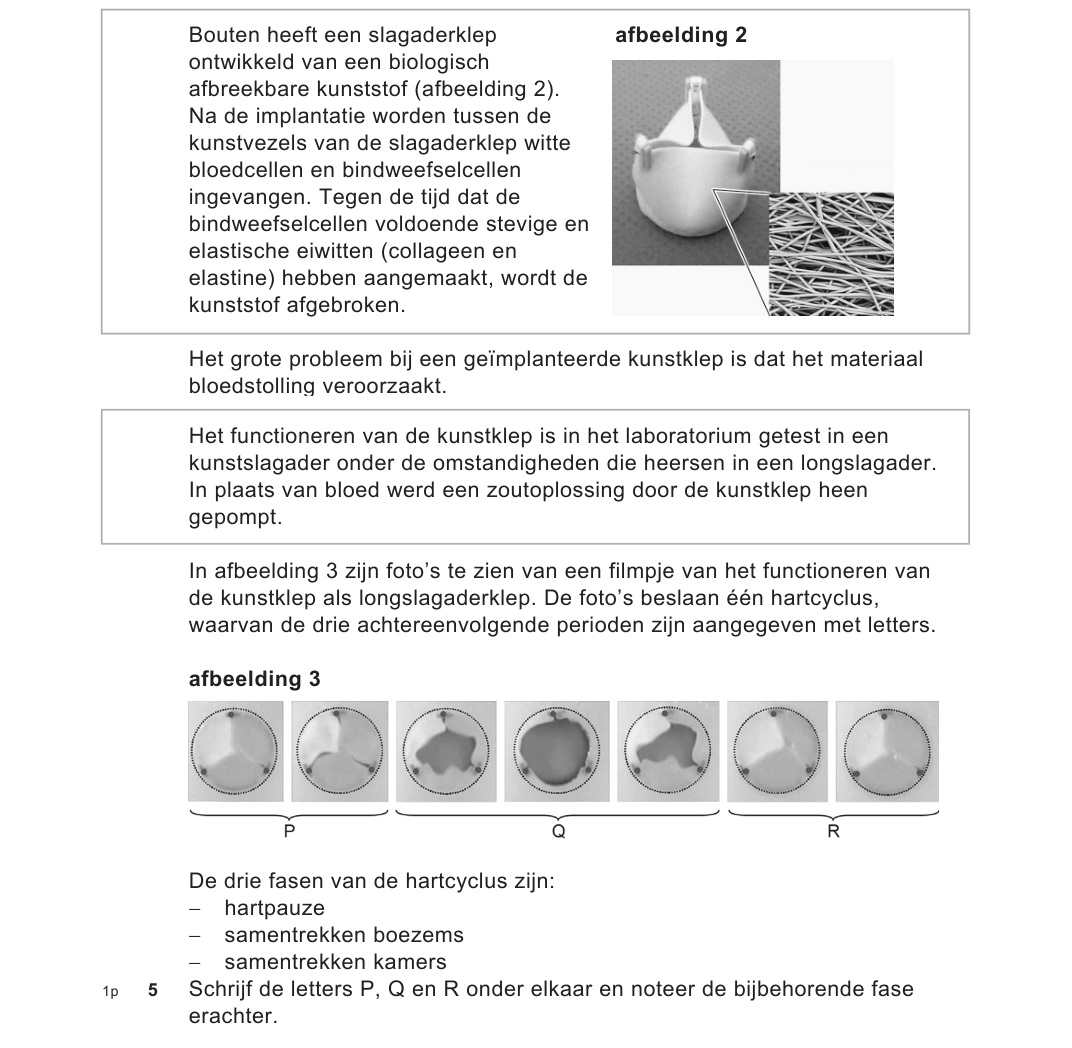 Bouten heeft een slagaderklep
ontwikkeld van een biologisch
afbreekbare kunststof (afbeelding 2).
Na de implantatie worden tussen de
kunstvezels van de slagaderklep witte
bloedcellen en bindweefselcellen
ingevangen. Tegen de tijd dat de
bindweefselcellen voldoende stevige en
elastische eiwitten (collageen en
elastine) hebben aangemaakt, wordt de
kunststof afgebroken.
afbeelding 2
Het grote probleem bij een geïmplanteerde kunstklep is dat het materiaal
bloedstolling veroorzaakt.
Het functioneren van de kunstklep is in het laboratorium getest in een
kunstslagader onder de omstandigheden die heersen in een longslagader.
In plaats van bloed werd een zoutoplossing door de kunstklep heen
gepompt.
In afbeelding 3 zijn foto's te zien van een filmpje van het functioneren van
de kunstklep als longslagaderklep. De foto's beslaan één hartcyclus,
waarvan de drie achtereenvolgende perioden zijn aangegeven met letters.
afbeelding 3
P Q R
De drie fasen van de hartcyclus zijn:
– hartpauze
– samentrekken boezems
– samentrekken kamers
1p 5 Schrijf de letters P, Q en R onder elkaar en noteer de bijbehorende fase
erachter.